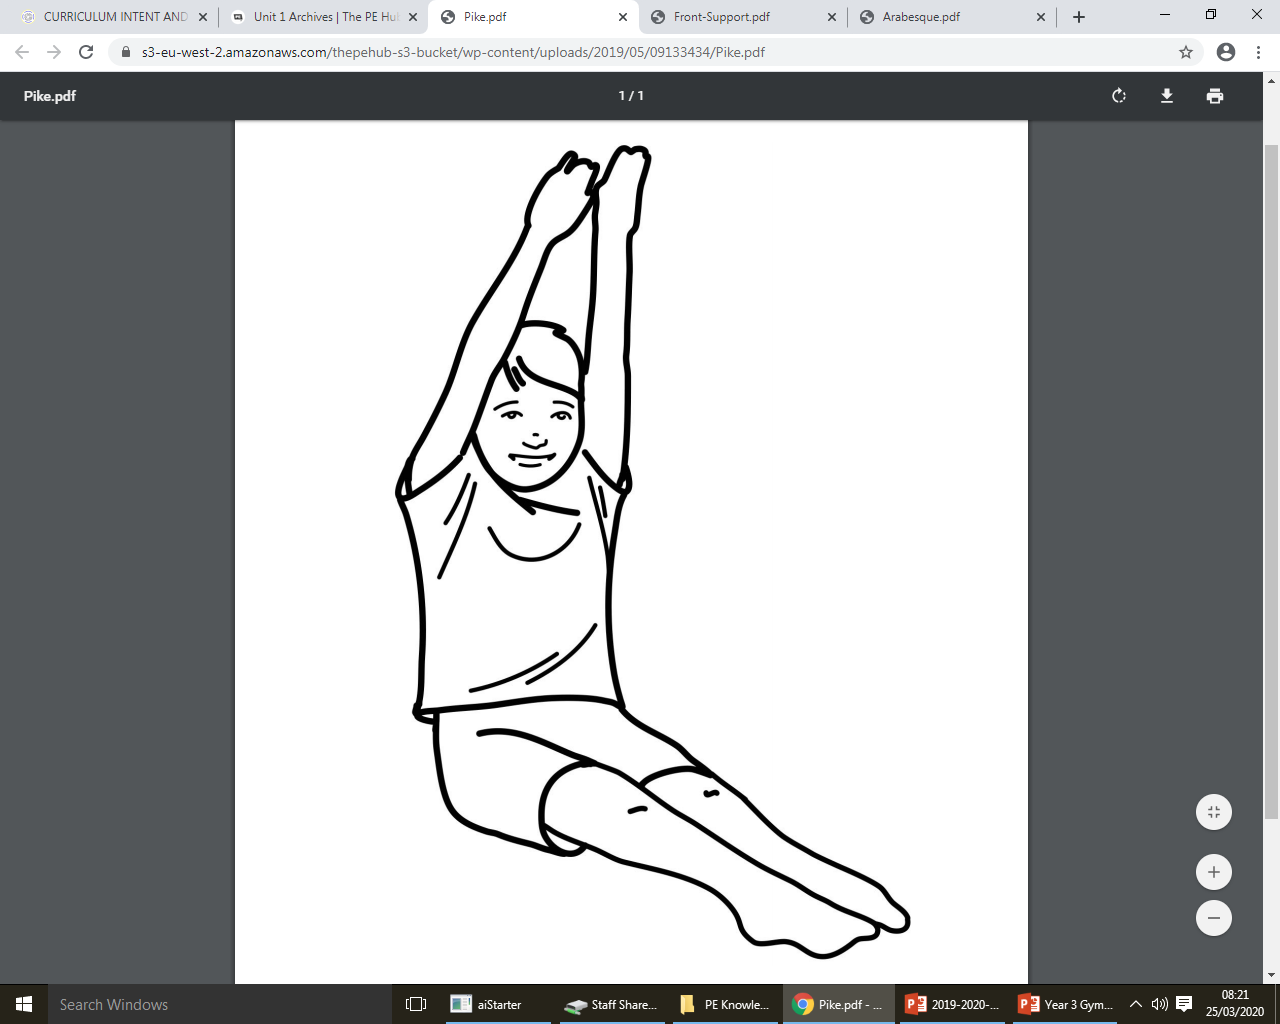 CURRICULUM INTENT AND
Unit 1 Archives | The PE Hu
Pike.pdf
Front-Support.pdf
Arabesque.pdf
s3-eu-west-2.amazonaws.com/thepehub-s3-bucket/wp-content/uploads/2019/05/09133434/Pike.pdf
Pike.pdf
1 / 1
Search Windows
aiStarter
Staff Share...
PE Knowle...
Pike.pdf - ...
2019-2020-...
Year 3 Gym...
08:21
25/03/2020